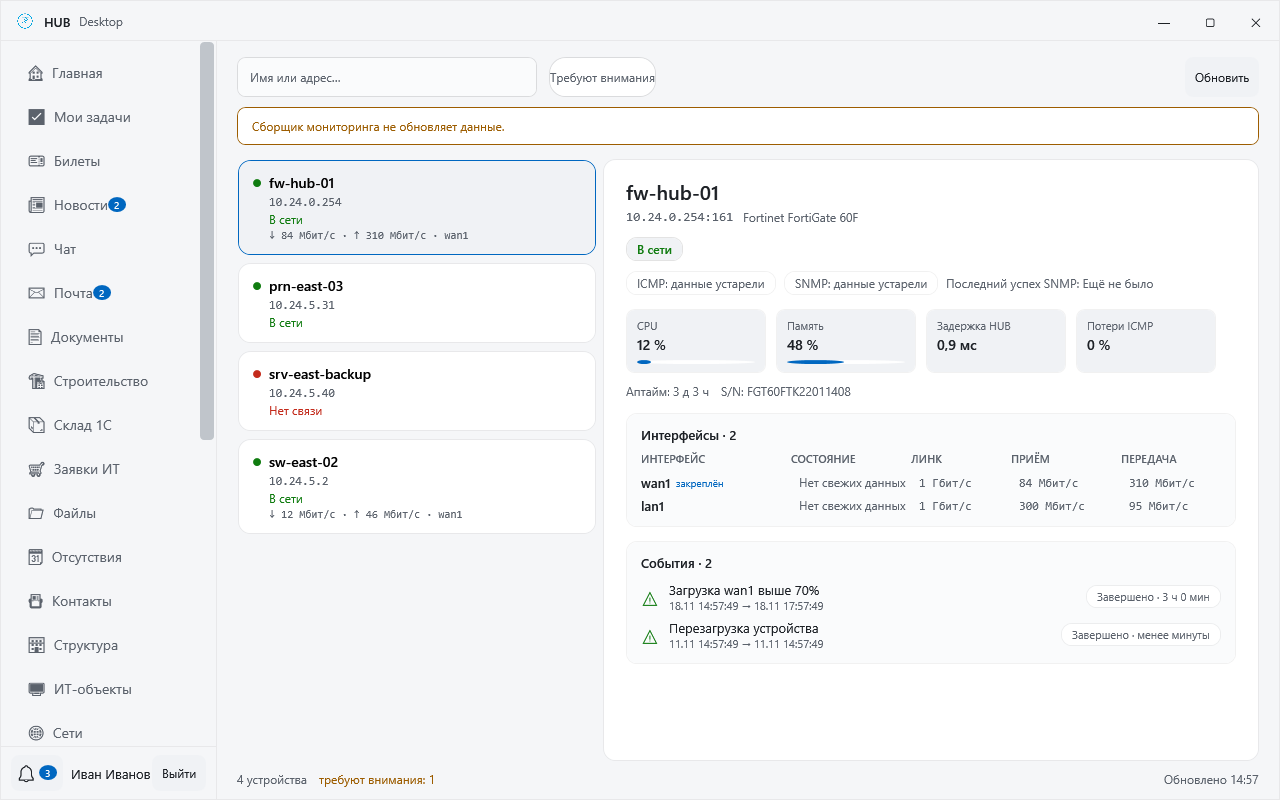 HUB Desktop
Главная
Мои задачи
Билеты
Новости 2
Чат
Почта 2
Документы
Строительство
Склад 1С
Заявки ИТ
Файлы
31 Отсутствия
Контакты
Структура
ИТ-объекты
Сети
3 Иван Иванов Выйти
Имя или адрес... Требуют внимания Обновить
Сборщик мониторинга не обновляет данные.
fw-hub-01
10.24.0.254
В сети
↓ 84 Мбит/с · ↑ 310 Мбит/с · wan1
prn-east-03
10.24.5.31
В сети
srv-east-backup
10.24.5.40
Нет связи
sw-east-02
10.24.5.2
В сети
↓ 12 Мбит/с · ↑ 46 Мбит/с · wan1
fw-hub-01
10.24.0.254:161 Fortinet FortiGate 60F
В сети
ICMP: данные устарели SNMP: данные устарели Последний успех SNMP: Ещё не было
CPU
12 %
Память
48 %
Задержка HUB
0,9 мс
Потери ICMP
0 %
Аптайм: 3 д 3 ч S/N: FGT60FTK22011408
Интерфейсы · 2
ИНТЕРФЕЙС СОСТОЯНИЕ ЛИНК ПРИЁМ ПЕРЕДАЧА
wan1 закреплён Нет свежих данных 1 Гбит/с 84 Мбит/с 310 Мбит/с
lan1 Нет свежих данных 1 Гбит/с 300 Мбит/с 95 Мбит/с
События · 2
Загрузка wan1 выше 70%
18.11 14:57:49 → 18.11 17:57:49
Завершено · 3 ч 0 мин
Перезагрузка устройства
11.11 14:57:49 → 11.11 14:57:49
Завершено · менее минуты
4 устройства требуют внимания: 1 Обновлено 14:57